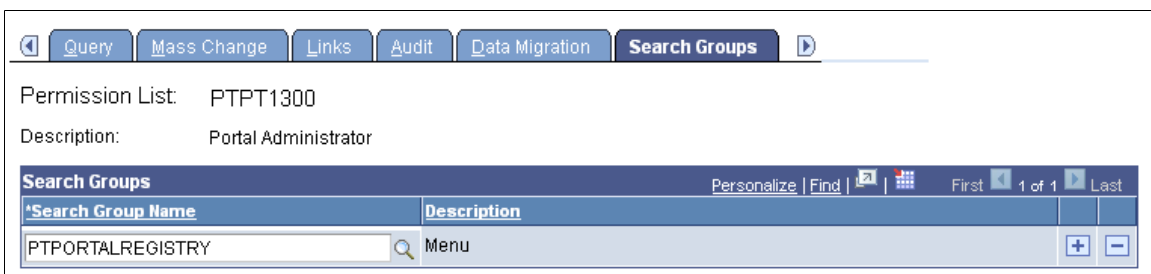 Query Mass Change Links Audit Data Migration Search Groups
Permission List: PTPT1300
Description: Portal Administrator
Search Groups Personalize | Find | | First 1 of 1 Last
*Search Group Name Description
PTPORTALREGISTRY Menu